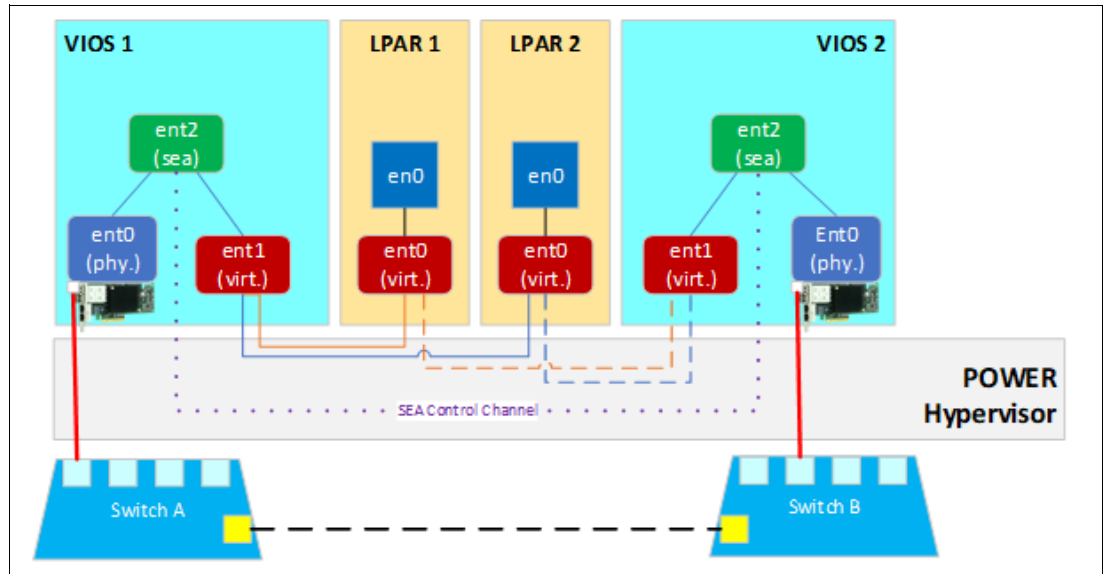 VIOS 1
LPAR 1
LPAR 2
VIOS 2
ent2
(sea)
ent2
(sea)
en0
en0
ent0
(phy.)
ent1
(virt.)
ent0
(virt.)
ent0
(virt.)
ent1
(virt.)
Ent0
(phy.)
POWER
Hypervisor
SEA Control Channel
Switch A
Switch B